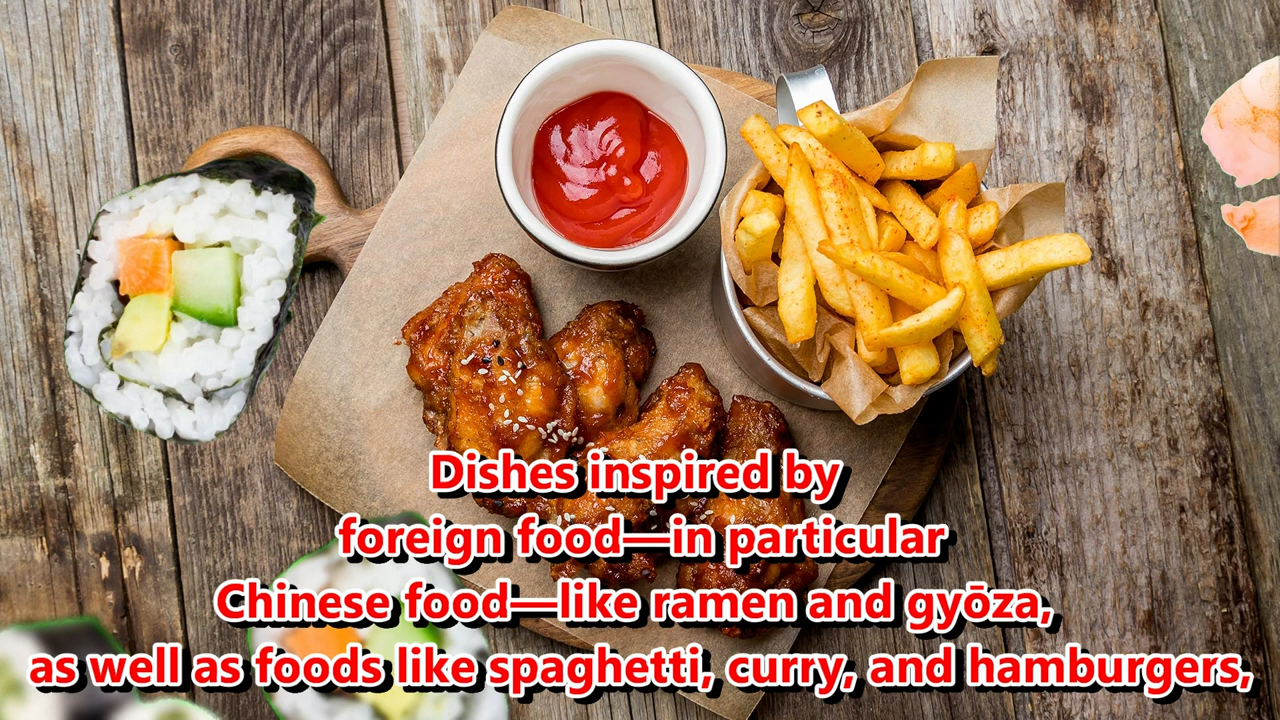 Dishes inspired by
foreign food—in particular
Chinese food—like ramen and gyōza,
as well as foods like spaghetti, curry, and hamburgers,